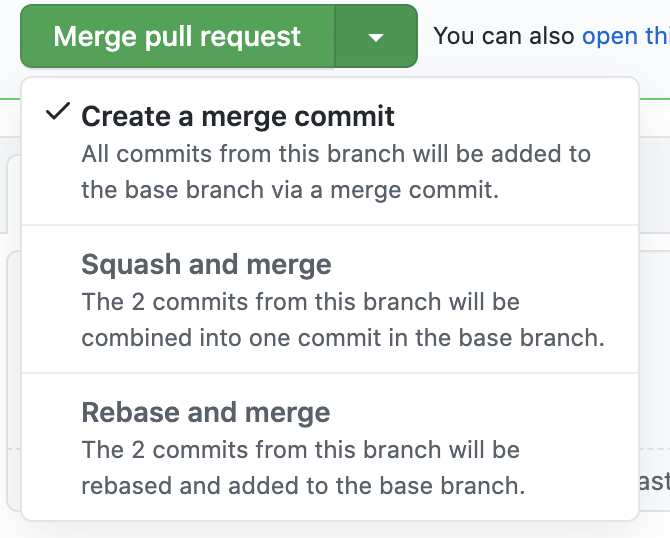 Merge pull request
You can also open thi
Create a merge commit
All commits from this branch will be added to
the base branch via a merge commit.
Squash and merge
The 2 commits from this branch will be
combined into one commit in the base branch.
Rebase and merge
The 2 commits from this branch will be
rebased and added to the base branch.
ast